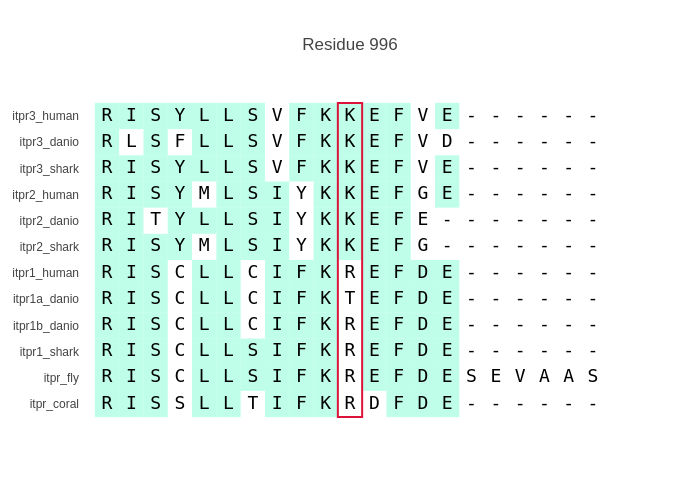 Residue 996
itpr3_human R I S Y L L S V F K K E F V E - - - - - -
itpr3_danio R L S F L L S V F K K E F V D - - - - - -
itpr3_shark R I S Y L L S V F K K E F V E - - - - - -
itpr2_human R I S Y M L S I Y K K E F G E - - - - - -
itpr2_danio R I T Y L L S I Y K K E F E - - - - - - -
itpr2_shark R I S Y M L S I Y K K E F G - - - - - - -
itpr1_human R I S C L L C I F K R E F D E - - - - - -
itpr1a_danio R I S C L L C I F K T E F D E - - - - - -
itpr1b_danio R I S C L L C I F K R E F D E - - - - - -
itpr1_shark R I S C L L S I F K R E F D E - - - - - -
itpr_fly R I S C L L S I F K R E F D E S E V A A S
itpr_coral R I S S L L T I F K R D F D E - - - - - -